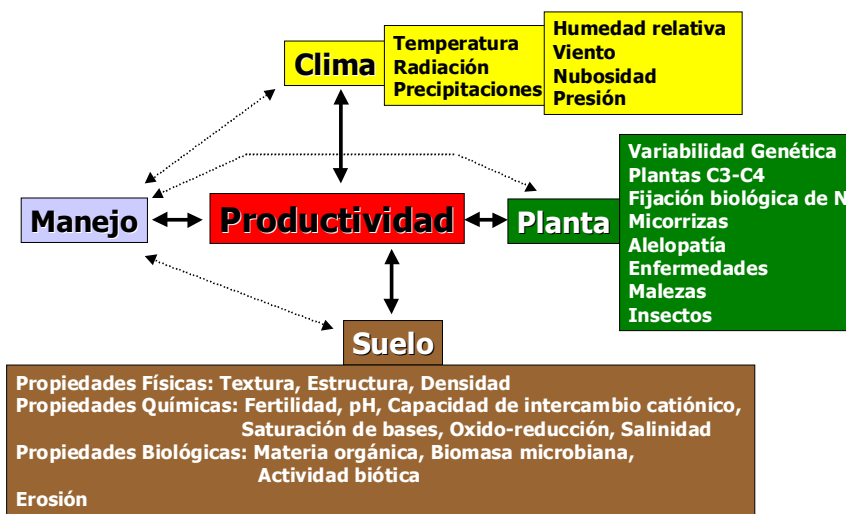 Clima
Temperatura
Radiación
Precipitaciones
Humedad relativa
Viento
Nubosidad
Presión
Manejo
Productividad
Planta
Variabilidad Genética
Plantas C3-C4
Fijación biológica de N
Micorrizas
Alelopatía
Enfermedades
Malezas
Insectos
Suelo
Propiedades Físicas: Textura, Estructura, Densidad
Propiedades Químicas: Fertilidad, pH, Capacidad de intercambio catiónico,
Saturación de bases, Oxido-reducción, Salinidad
Propiedades Biológicas: Materia orgánica, Biomasa microbiana,
Actividad biótica
Erosión